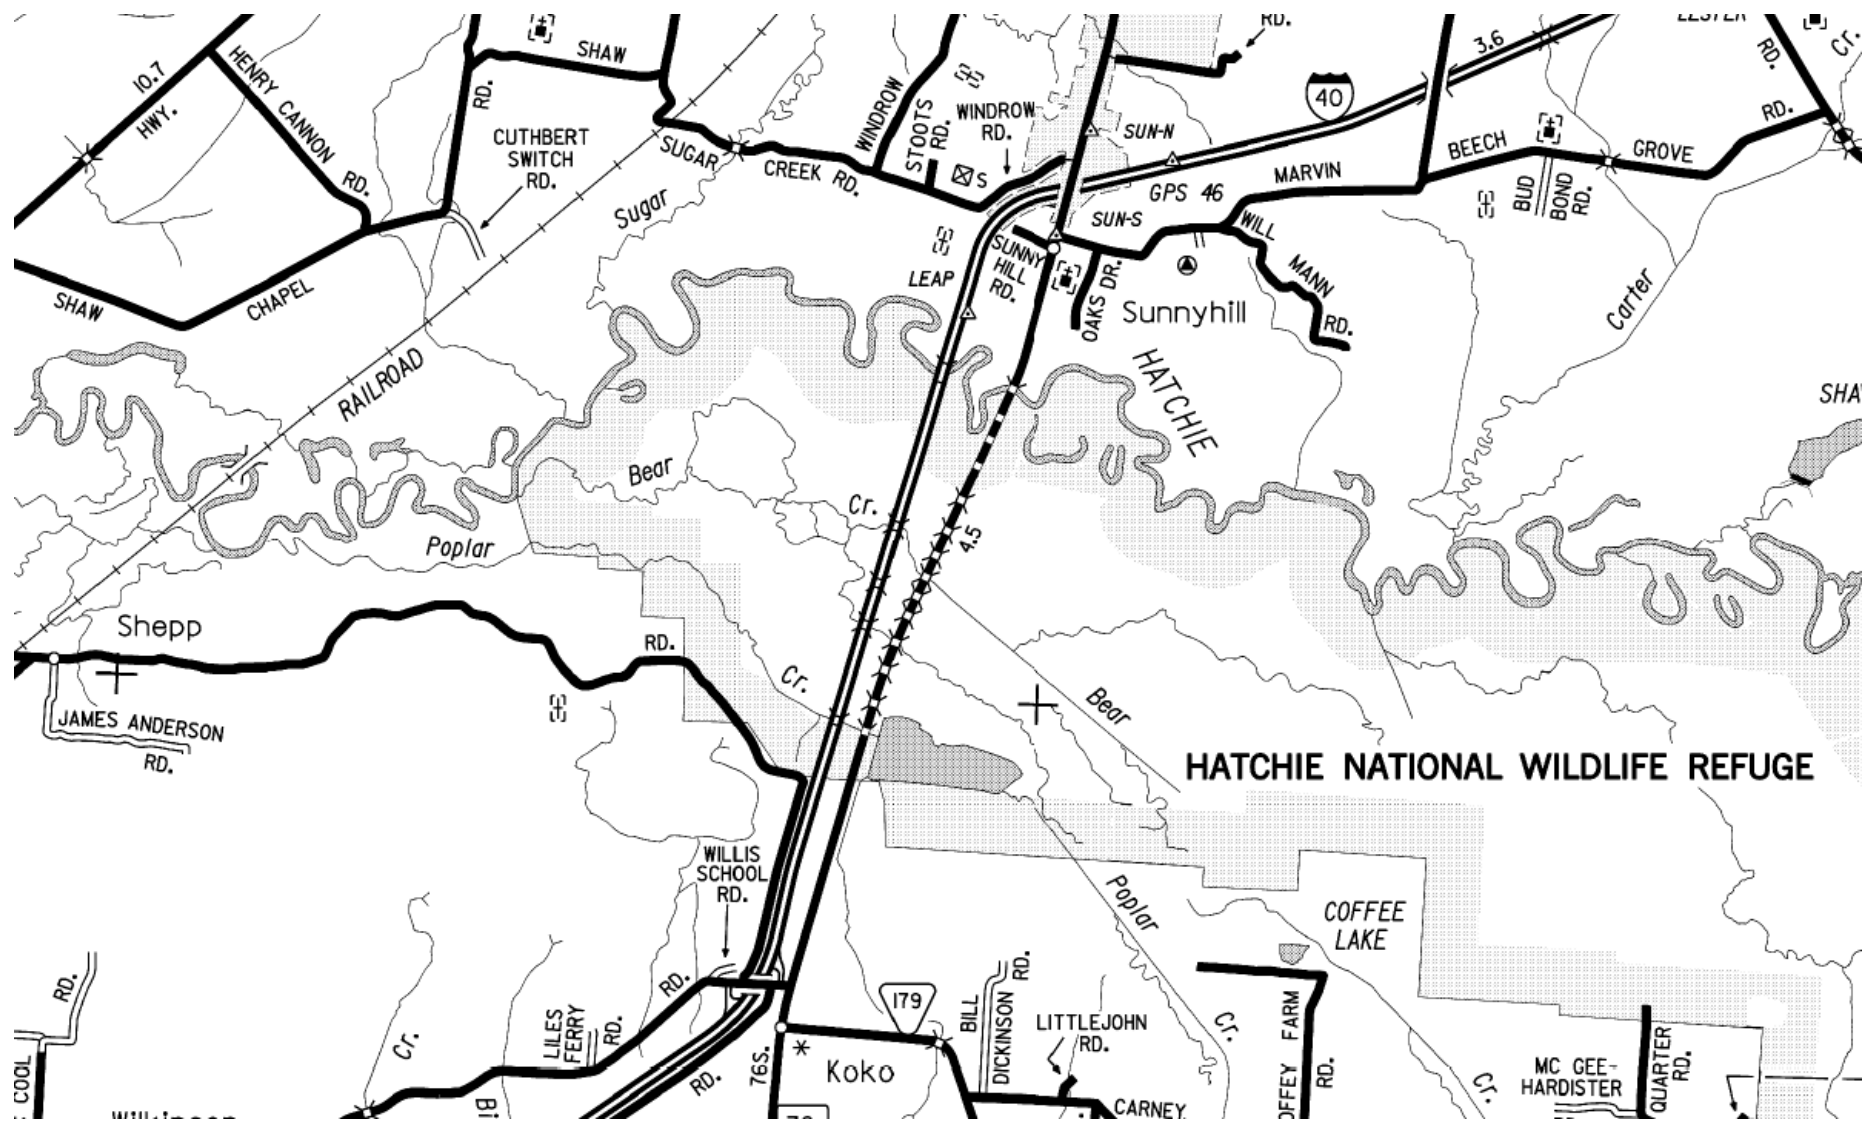 10.7
HWY.
HENRY CANNON
RD.
SHAW
RD.
CUTHBERT
SWITCH
RD.
SUGAR
CREEK RD.
WINDROW
STOOTS
RD.
WINDROW
RD.
S
RD.
3.6
40
SUN-N
GPS 46
SUN-S
MARVIN
BEECH
GROVE
RD.
RD.
Cr.
BUD
BOND
RD.
WILL
MANN
RD.
Sugar
SHAW
CHAPEL
LEAP
SUNNY
HILL
RD.
OAKS DR.
Sunnyhill
Carter
RAILROAD
HATCHIE
Bear
Cr.
4.5
Poplar
Shepp
RD.
Cr.
JAMES ANDERSON
RD.
Bear
HATCHIE NATIONAL WILDLIFE REFUGE
WILLIS
SCHOOL
RD.
Poplar
COFFEE
LAKE
RD.
RD.
179
BILL
DICKINSON
RD.
LITTLEJOHN
RD.
Cr.
FARM
RD.
LILES
FERRY
RD.
Cr.
RD.
76S.
Koko
MC GEE-
HARDISTER
QUARTER
RD.
Cr.
COOL
CARNEY